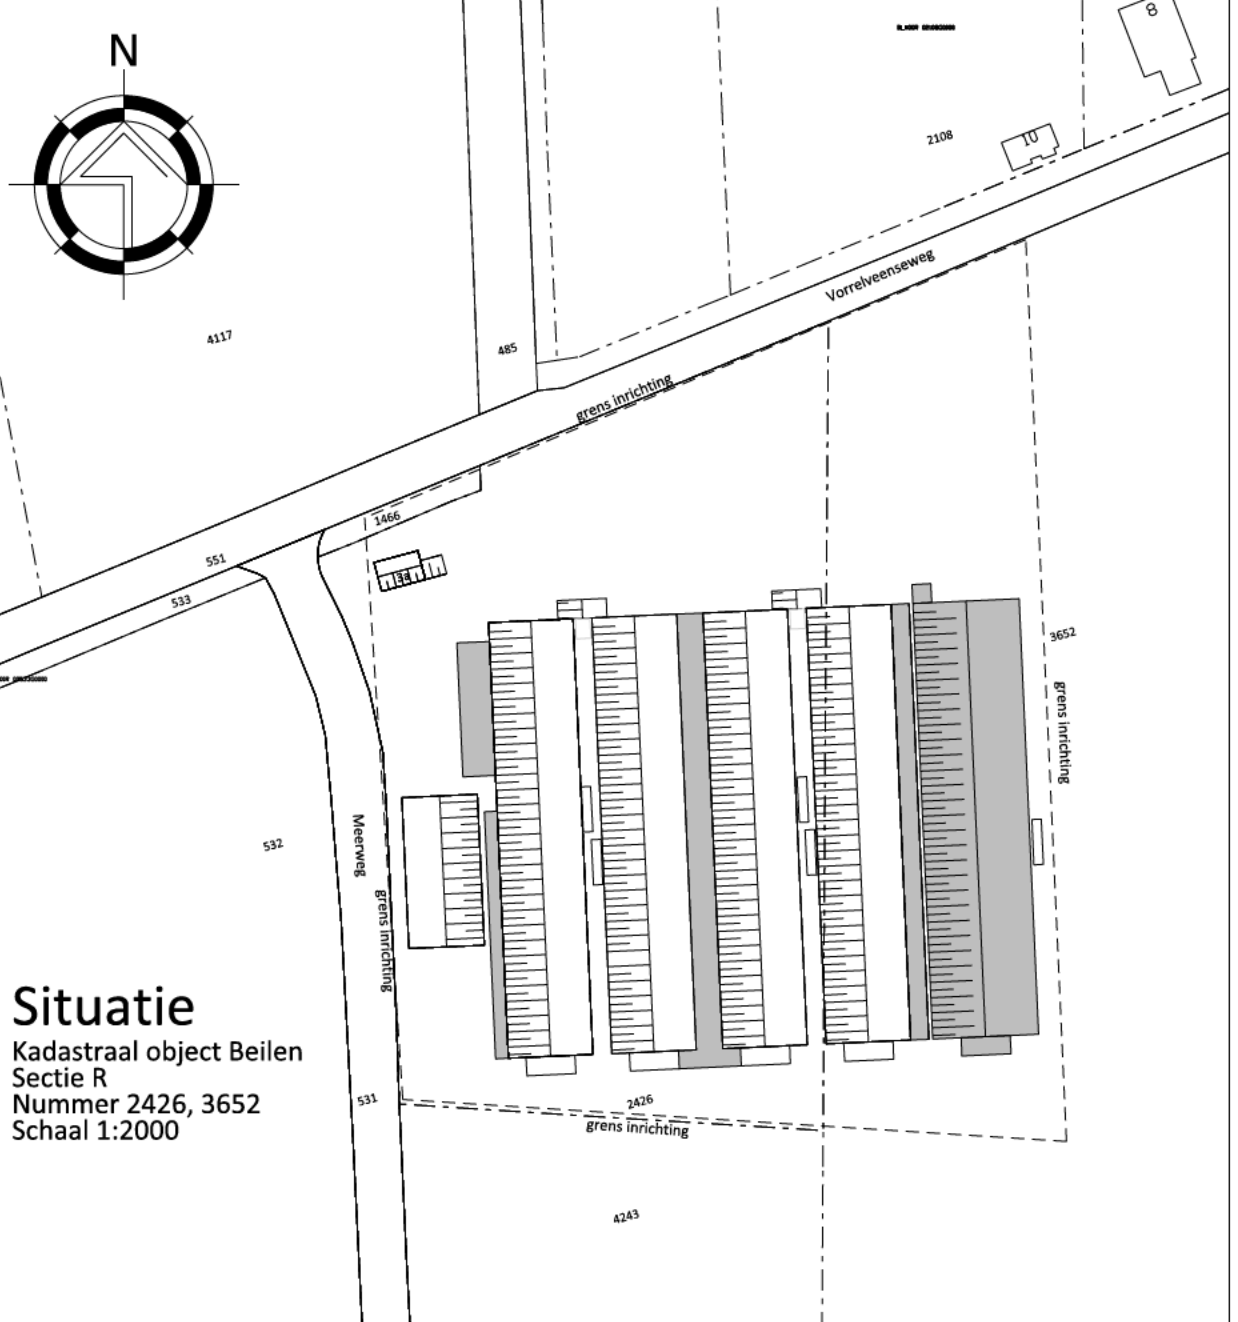 N
8
10
2108
Vorrelveenseweg
4117
485
grens inrichting
1466
551
533
3a
3652
grens inrichting
Meerweg
532
grens inrichting
Situatie
Kadastraal object Beilen
Sectie R
Nummer 2426, 3652
Schaal 1:2000
531
2426
grens inrichting
4243